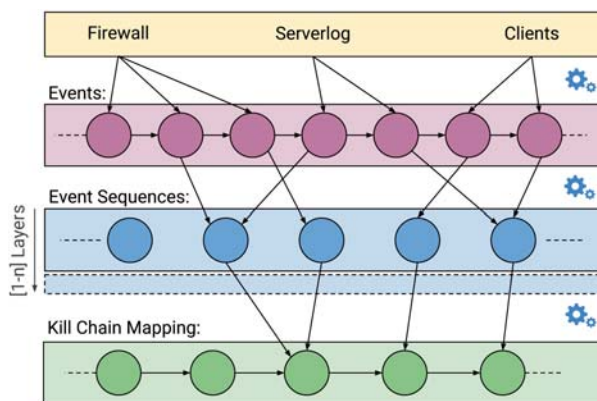 Firewall Serverlog Clients
Events:
Event Sequences:
[1-n] Layers
Kill Chain Mapping: